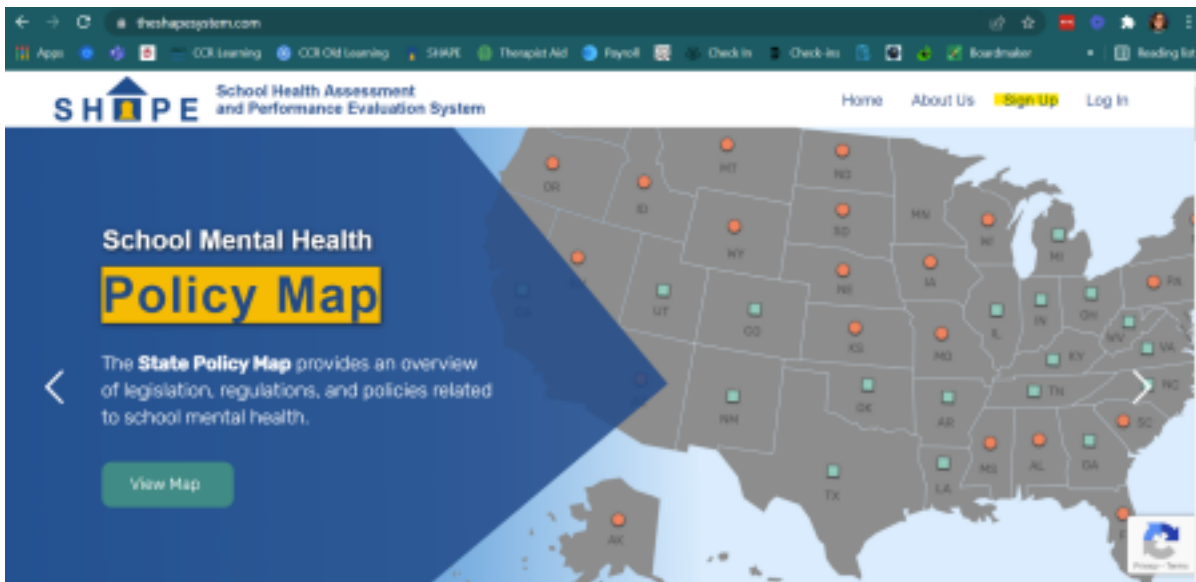 theshapesystem.com
Apps CCR Learning CCR Old Learning SHAPE Therapist Aid Payroll Check In Check-ins Boardmaker Reading list
SHAPE School Health Assessment
and Performance Evaluation System
Home About Us Sign Up Log In
School Mental Health
Policy Map
The State Policy Map provides an overview
of legislation, regulations, and policies related
to school mental health.
View Map
OR
ID
MT
ND
MN
SD
WY
WI
MI
IA
NE
PA
UT
CO
IL
IN
OH
WV
VA
KS
MO
KY
NC
TN
NM
OK
AR
SC
MS
AL
GA
TX
LA
AK
Privacy - Terms